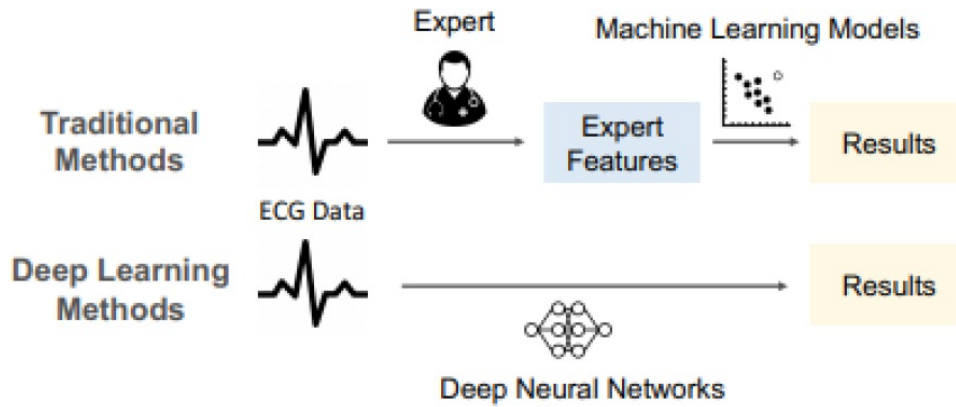 Expert
Machine Learning Models
Traditional
Methods
Expert
Features
Results
ECG Data
Deep Learning
Methods
Results
Deep Neural Networks